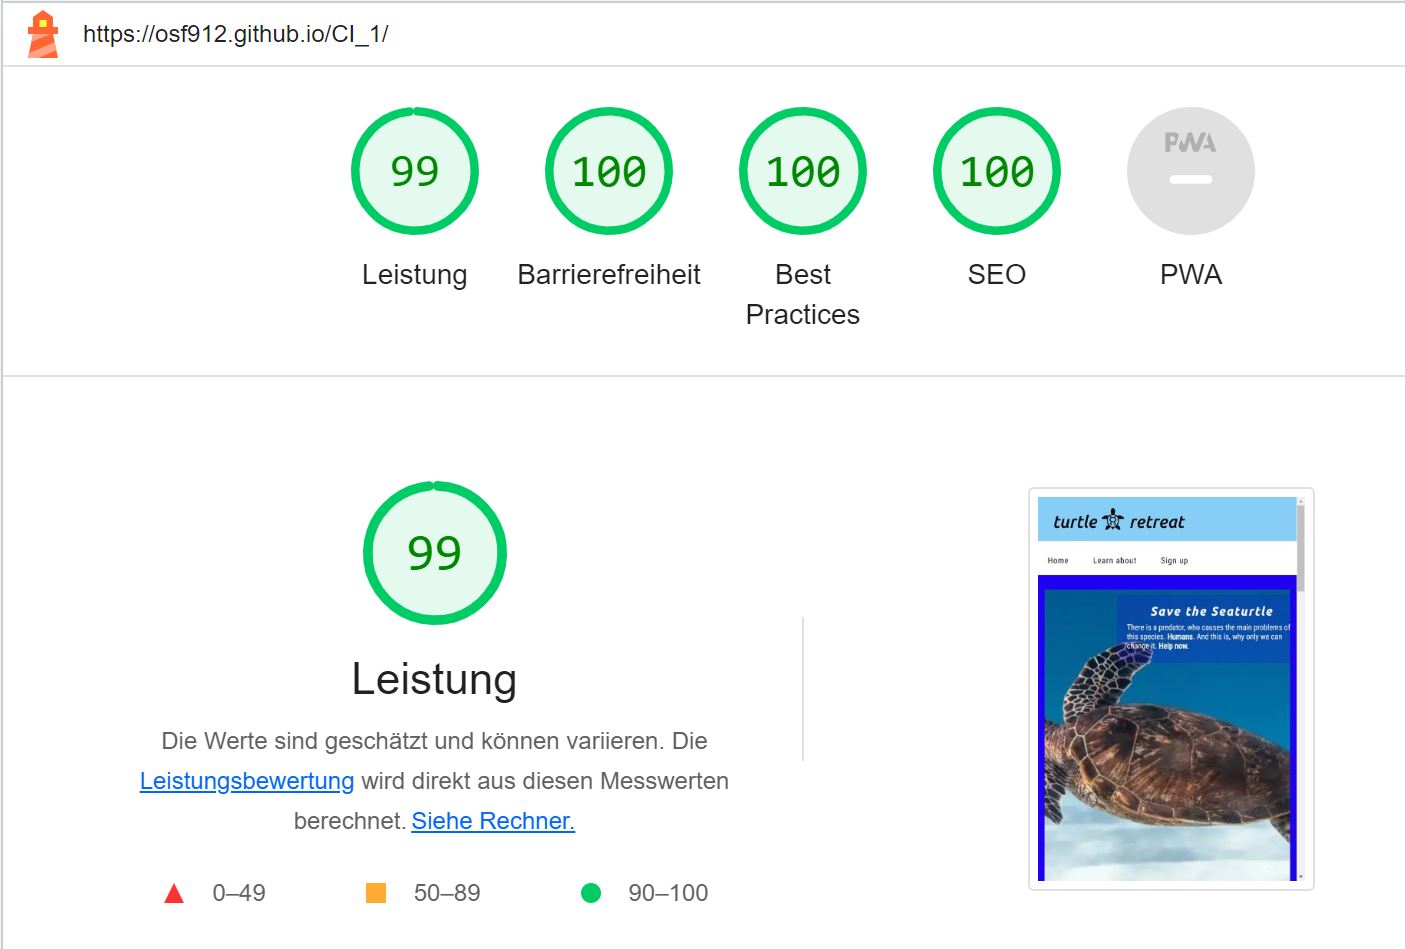 https://osf912.github.io/CI_1/
99
100
100
100
PWA
Leistung
Barrierefreiheit
Best
Practices
SEO
PWA
99
Leistung
Die Werte sind geschätzt und können variieren. Die
Leistungsbewertung wird direkt aus diesen Messwerten
berechnet. Siehe Rechner.
0–49
50–89
90–100
turtle retreat
Home
Learn about
Sign up
Save the Seaturtle
There is a predator, who causes the main problems of
this species. Humans. And this is, why only we can
change it. Help now.